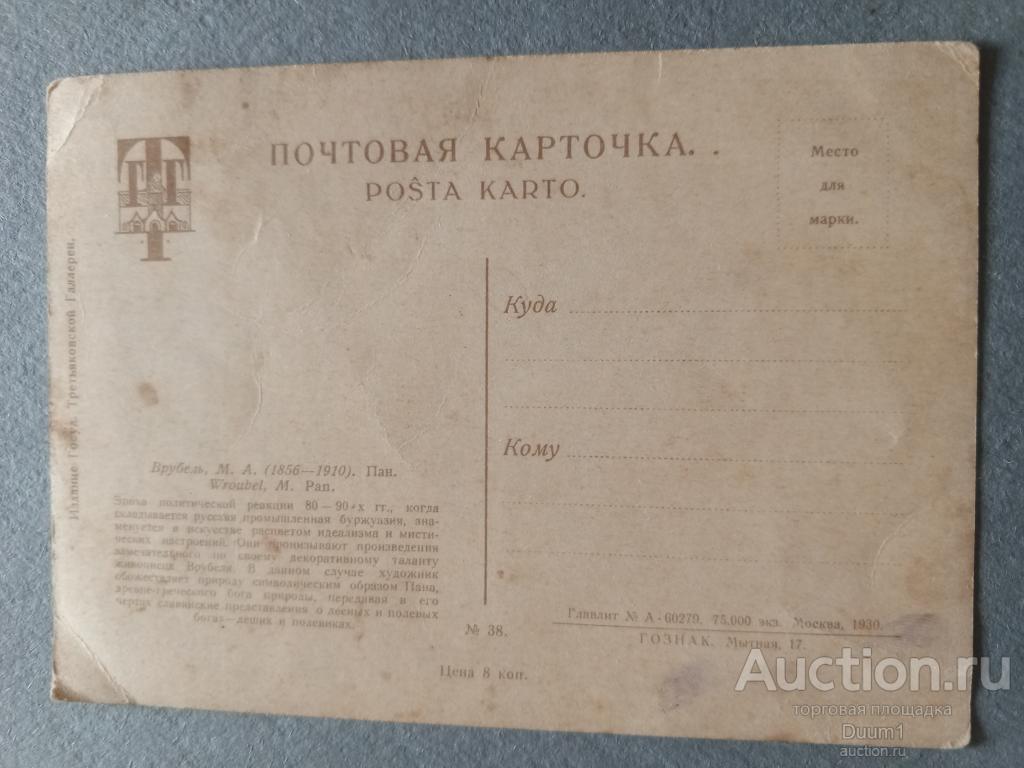 ПОЧТОВАЯ КАРТОЧКА. .
POŜTA KARTO.
Место
для
марки.
Издание Госуд. Третьяковской Галлереи.
Куда
Кому
Врубель, М. А. (1856—1910). Пан.
Wroubel, M. Pan.
Эпоха политической реакции 80—90-х гг., когда
складывается русская промышленная буржуазия, зна-
менуется в искусстве расцветом идеализма и мисти-
ческих настроений. Они пронизывают произведения
замечательного по своему декоративному таланту
живописца Врубеля. В данном случае художник
обожествляет природу символическим образом Пана,
древне-греческого бога природы, передавая в его
чертах славянские представления о лесных и полевых
богах—леших и полевиках.
№ 38.
Цена 8 коп.
Главлит № А-60279. 75.000 экз. Москва, 1930.
ГОЗНАК. Мытная, 17.
Auction.ru
торговая площадка
Duum1
auction.ru